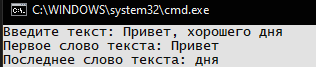 C:\WINDOWS\system32\cmd.exe
Введите текст: Привет, хорошего дня
Первое слово текста: Привет
Последнее слово текста: дня